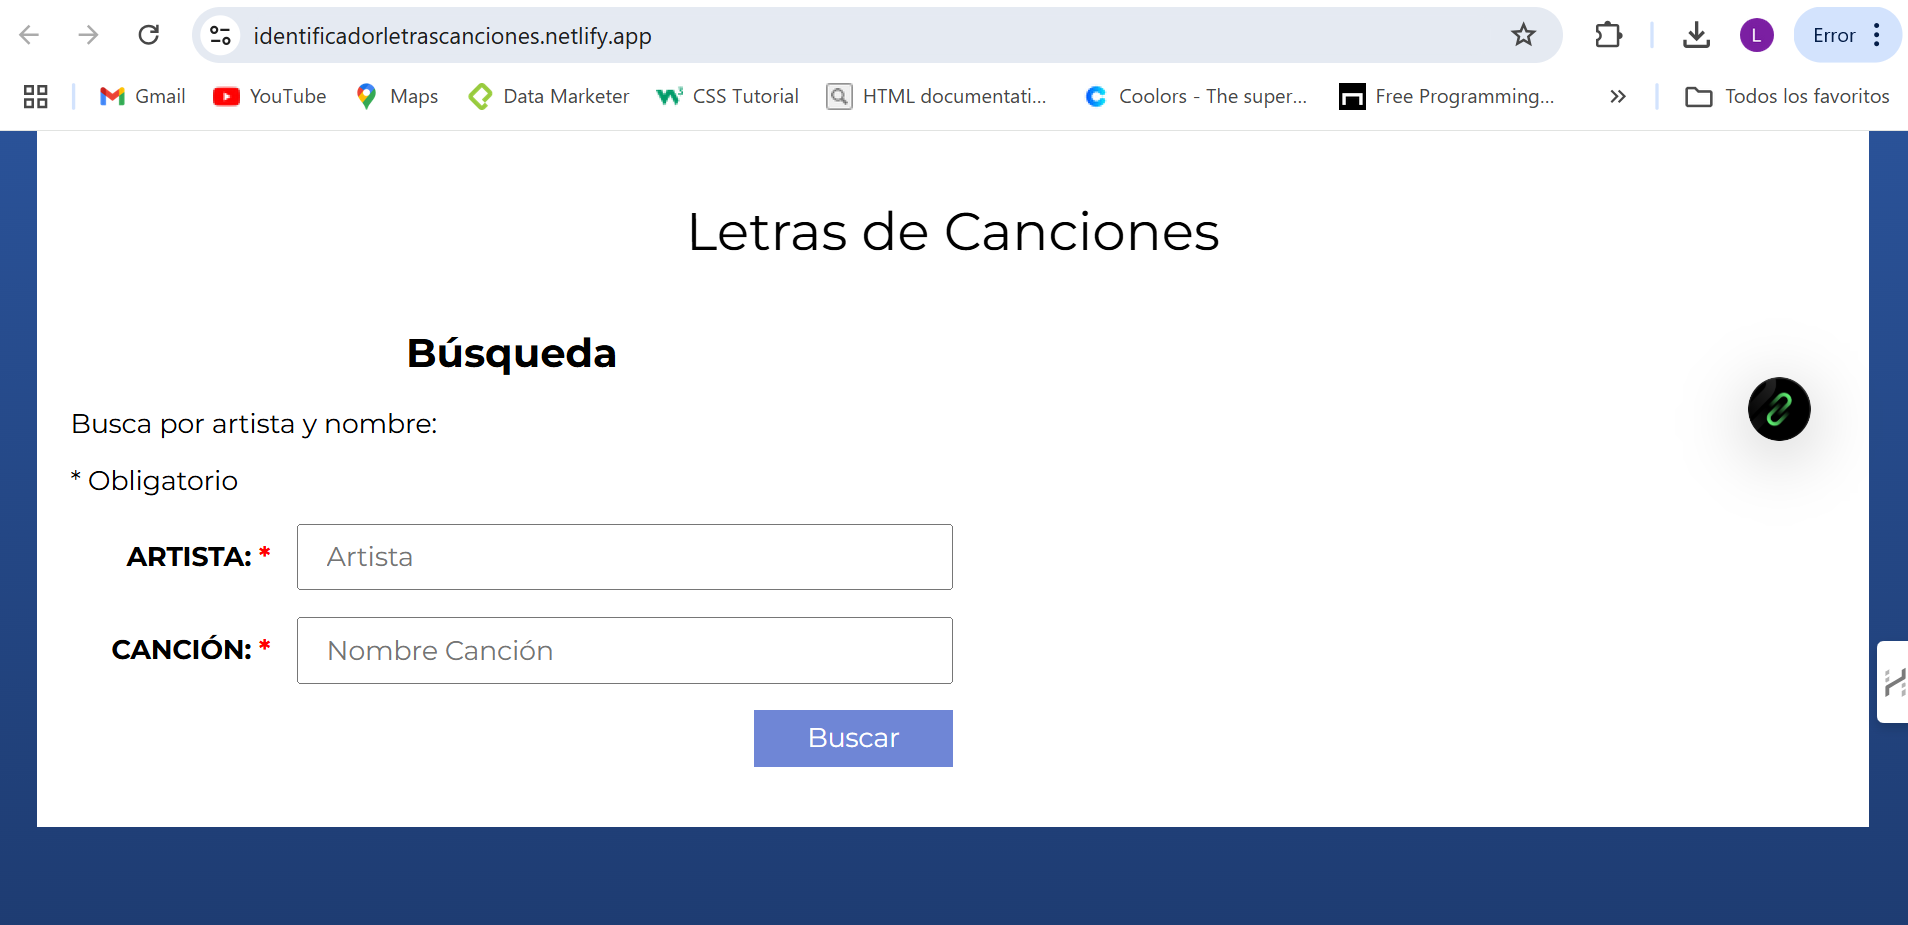 identificadorletrascanciones.netlify.app
L
Error
Gmail
YouTube
Maps
Data Marketer
CSS Tutorial
HTML documentati...
Coolors - The super...
Free Programming...
Todos los favoritos
Letras de Canciones
Búsqueda
Busca por artista y nombre:
* Obligatorio
ARTISTA: *
Artista
CANCIÓN: *
Nombre Canción
Buscar